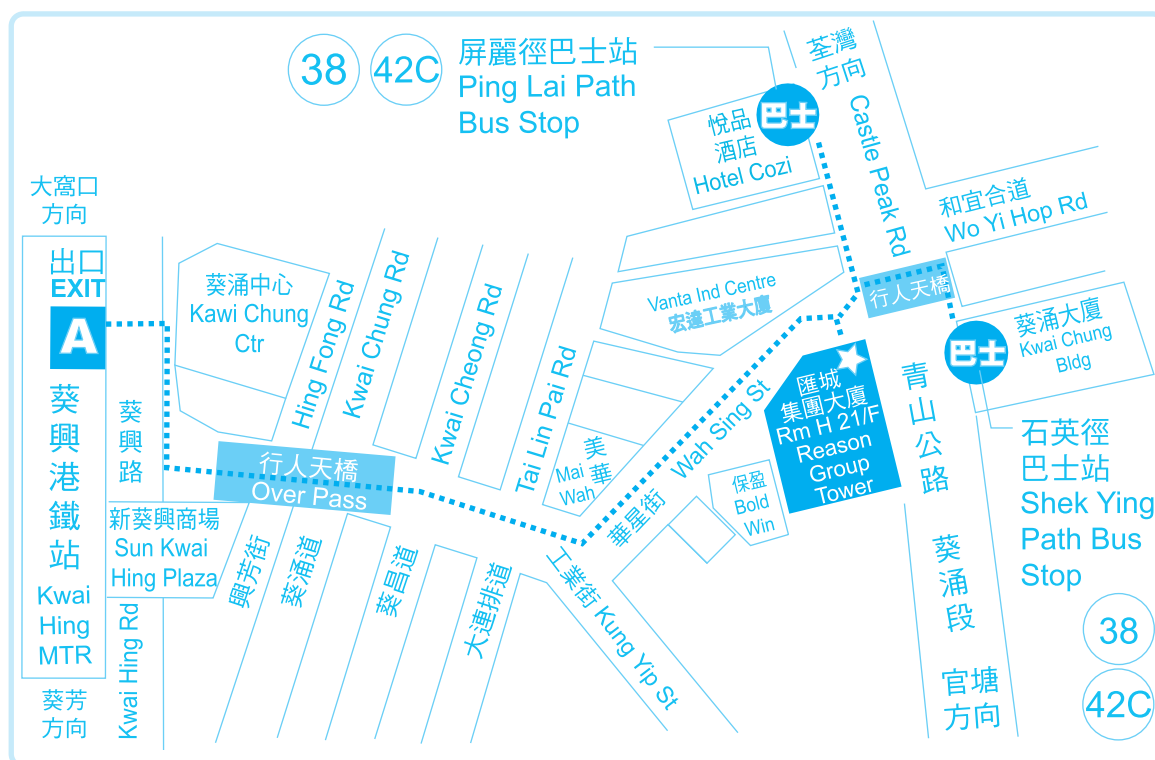 38
42C
屏麗徑巴士站
Ping Lai Path
Bus Stop
荃灣
方向
Castle Peak Rd
巴士
悅品
酒店
Hotel Cozi
和宜合道
Wo Yi Hop Rd
大窩口
方向
出口
EXIT
A
葵興港鐵站
Kwai
Hing
MTR
葵芳
方向
葵興路
Kwai Hing Rd
葵涌中心
Kawi Chung
Ctr
Hing Fong Rd
Kwai Chung Rd
Kwai Cheong Rd
Tai Lin Pai Rd
Vanta Ind Centre
宏達工業大廈
行人天橋
葵涌大廈
Kwai Chung
Bldg
巴士
匯城
集團大廈
Rm H 21/F
Reason
Group
Tower
青山公路
葵涌段
官塘
方向
石英徑
巴士站
Shek Ying
Path Bus
Stop
38
42C
行人天橋
Over Pass
新葵興商場
Sun Kwai
Hing Plaza
興芳街
葵涌道
葵昌道
大連排道
美華
Mai
Wah
華星街
Wah Sing St
保盈
Bold
Win
工業街 Kung Yip St